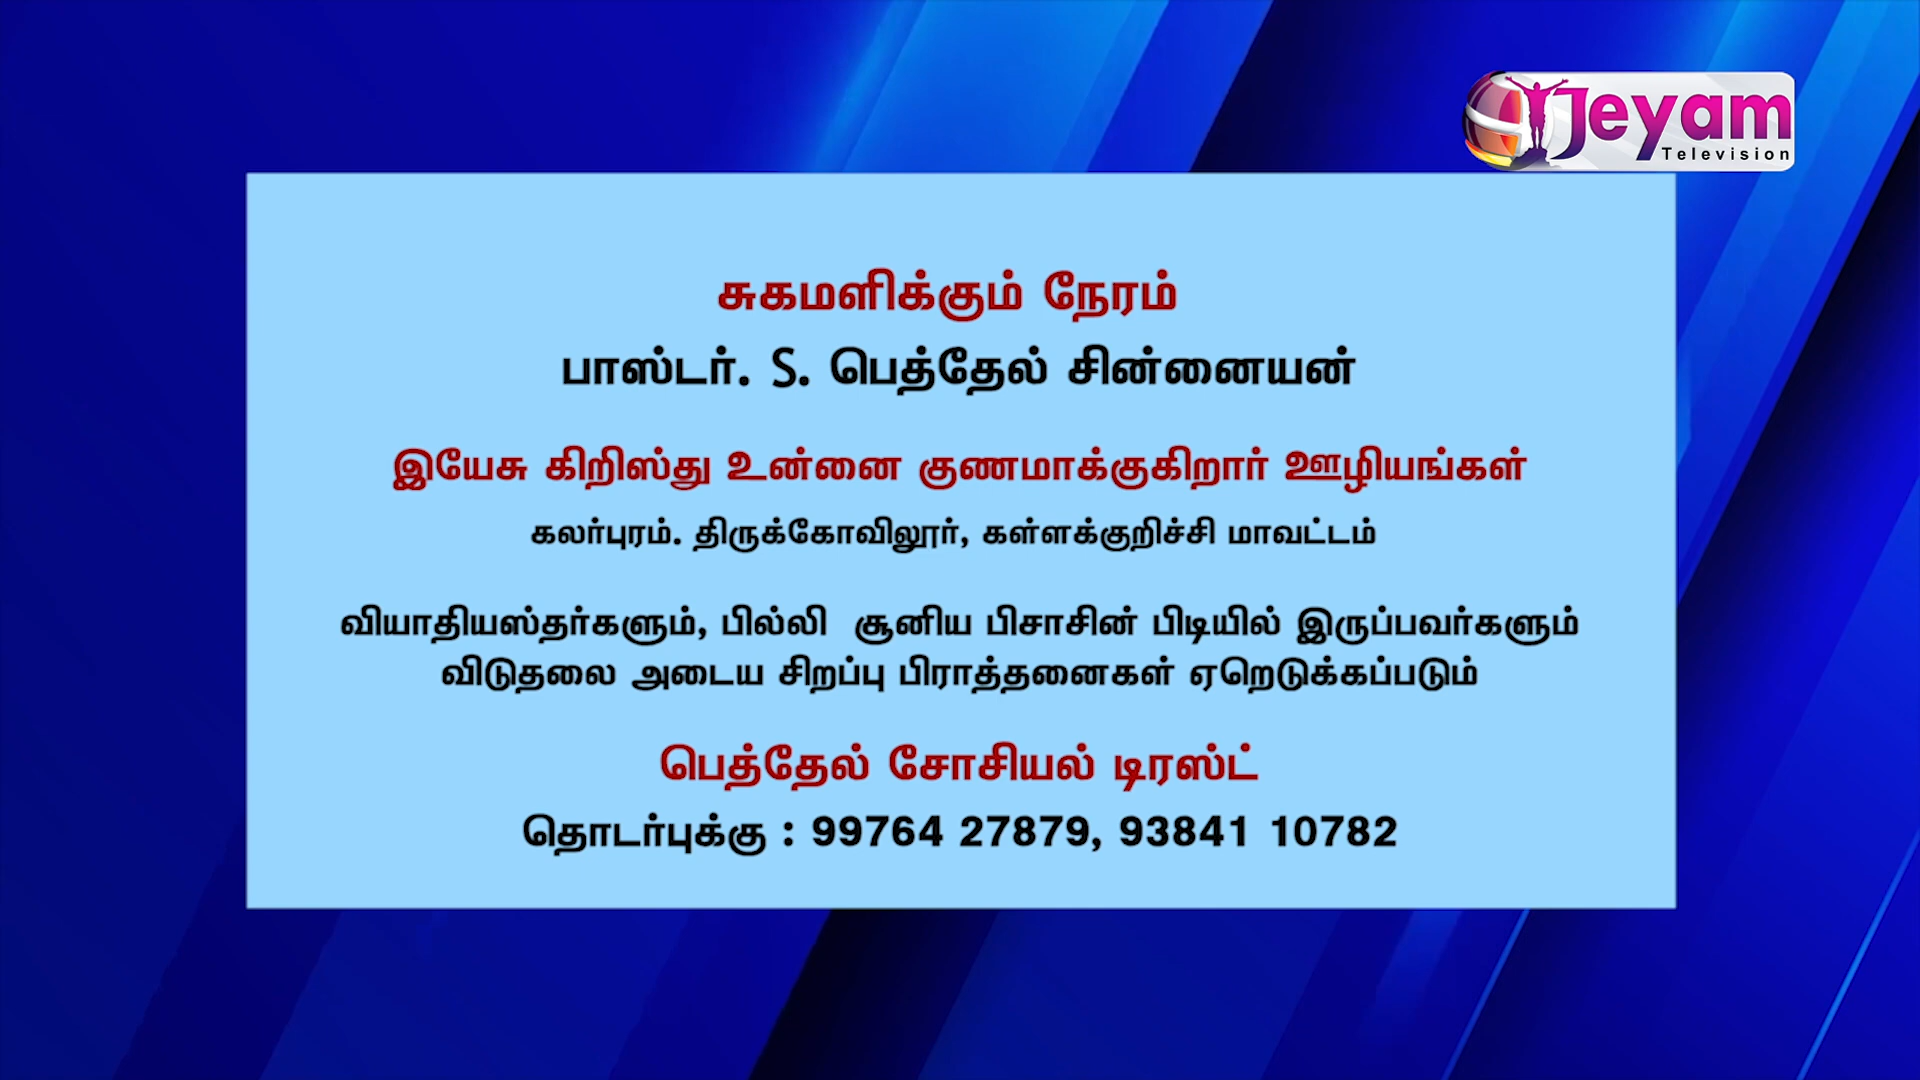 Jeyam
Television
சுகமளிக்கும் நேரம்
பாஸ்டர். S. பெத்தேல் சின்னையன்
இயேசு கிறிஸ்து உன்னை குணமாக்குகிறார் ஊழியங்கள்
கலர்புரம். திருக்கோவிலூர், கள்ளக்குறிச்சி மாவட்டம்
வியாதியஸ்தர்களும், பில்லி சூனிய பிசாசின் பிடியில் இருப்பவர்களும்
விடுதலை அடைய சிறப்பு பிராத்தனைகள் ஏறெடுக்கப்படும்
பெத்தேல் சோசியல் டிரஸ்ட்
தொடர்புக்கு : 99764 27879, 93841 10782